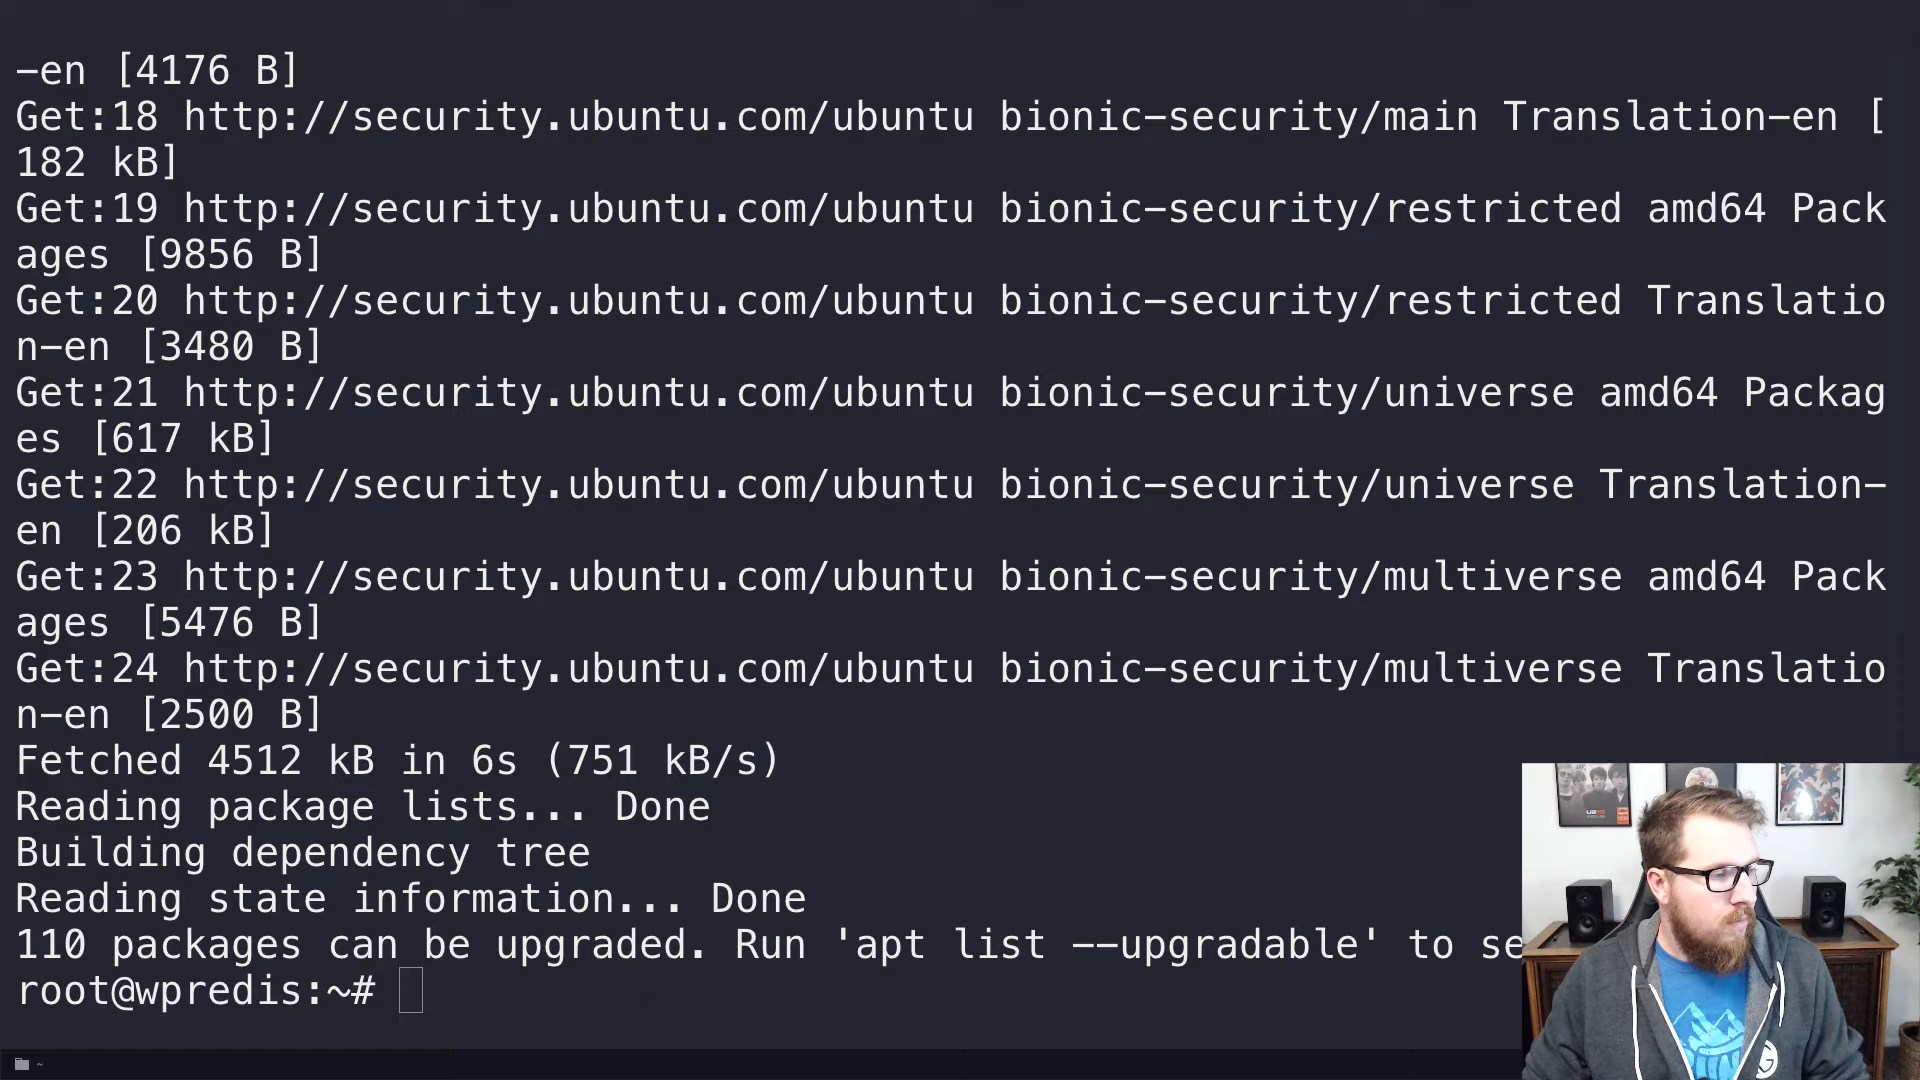 -en [4176 B]
Get:18 http://security.ubuntu.com/ubuntu bionic-security/main Translation-en [
182 kB]
Get:19 http://security.ubuntu.com/ubuntu bionic-security/restricted amd64 Pack
ages [9856 B]
Get:20 http://security.ubuntu.com/ubuntu bionic-security/restricted Translatio
n-en [3480 B]
Get:21 http://security.ubuntu.com/ubuntu bionic-security/universe amd64 Packag
es [617 kB]
Get:22 http://security.ubuntu.com/ubuntu bionic-security/universe Translation-
en [206 kB]
Get:23 http://security.ubuntu.com/ubuntu bionic-security/multiverse amd64 Pack
ages [5476 B]
Get:24 http://security.ubuntu.com/ubuntu bionic-security/multiverse Translatio
n-en [2500 B]
Fetched 4512 kB in 6s (751 kB/s)
Reading package lists... Done
Building dependency tree
Reading state information... Done
110 packages can be upgraded. Run 'apt list --upgradable' to se
root@wpredis:~#
~